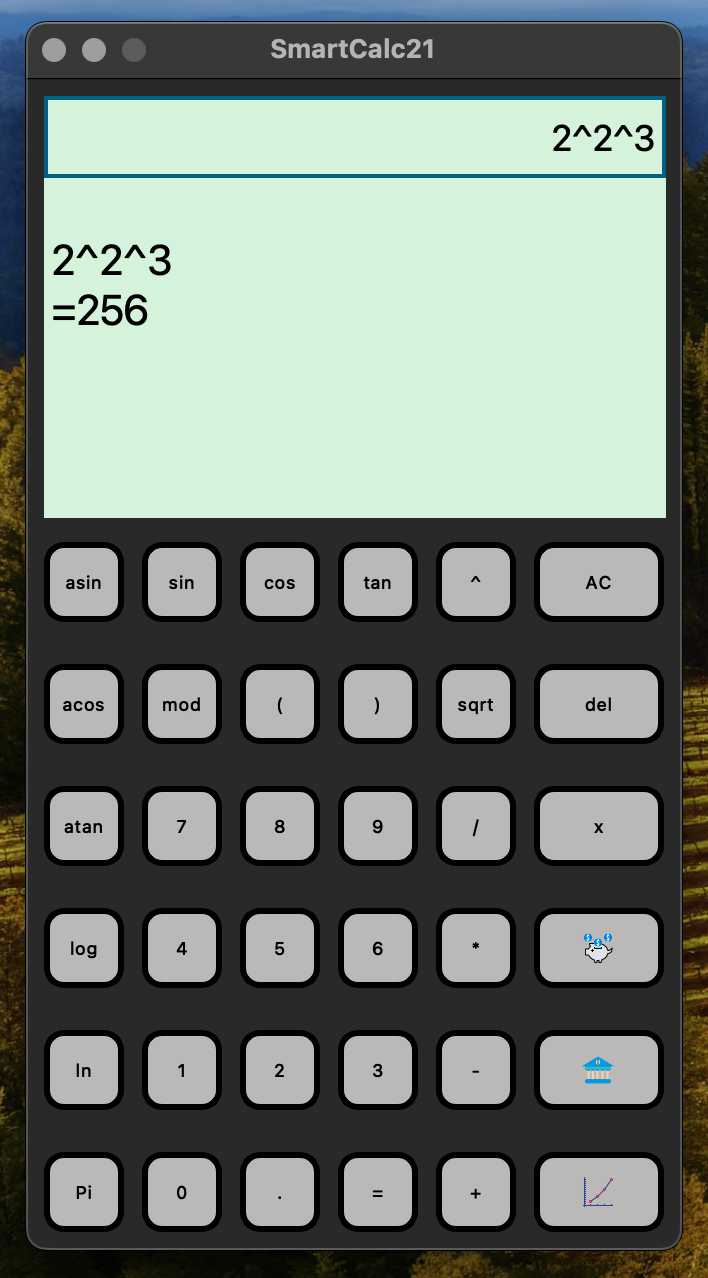 SmartCalc21
2^2^3
2^2^3
=256
asin sin cos tan ^ AC
acos mod ( ) sqrt del
atan 7 8 9 / x
log 4 5 6 *
ln 1 2 3 -
Pi 0 . = +